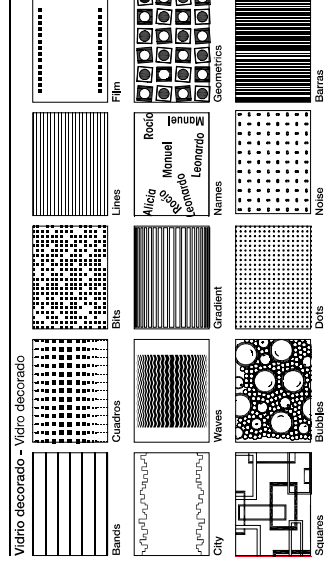 Vidrio decorado - Vidro decorado
Bands Cuadros Bits Lines Film
Alicia
Rocío
Leonardo
Manuel
Leonardo
Rocío
Manuel
City Waves Gradient Names Geometrics
Squares Bubbles Dots Noise Barras